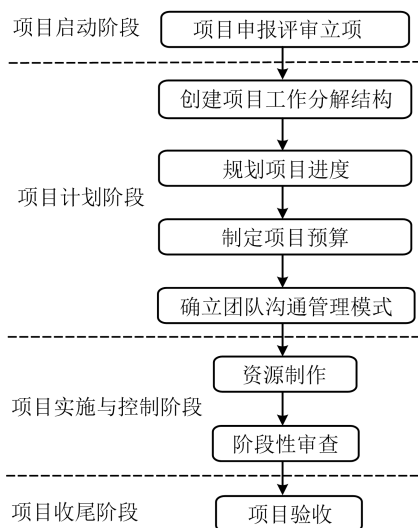 项目启动阶段
项目申报评审立项
创建项目工作分解结构
规划项目进度
项目计划阶段
制定项目预算
确立团队沟通管理模式
资源制作
项目实施与控制阶段
阶段性审查
项目收尾阶段
项目验收